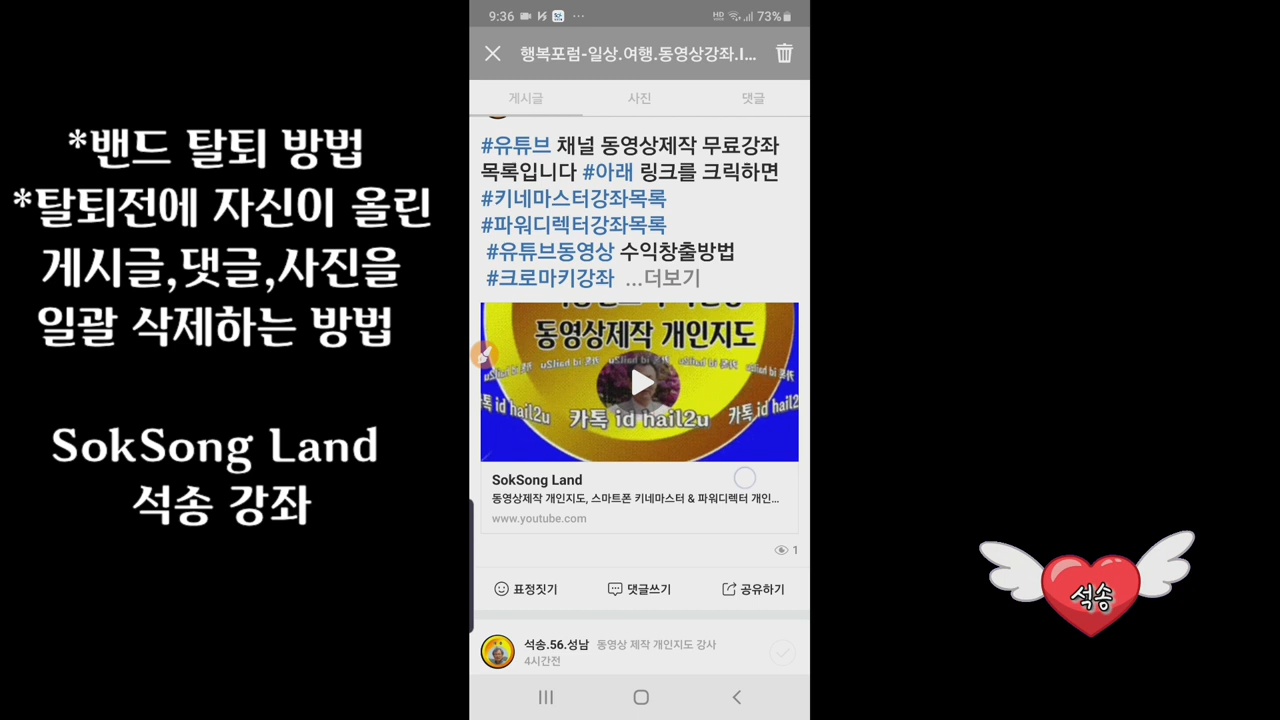 *밴드 탈퇴 방법
*탈퇴전에 자신이 올린
게시글,댓글,사진을
일괄 삭제하는 방법
SokSong Land
석송 강좌
9:36
73%
행복포럼-일상.여행.동영상강좌.I...
게시글 사진 댓글
#유튜브 채널 동영상제작 무료강좌
목록입니다 #아래 링크를 크릭하면
#키네마스터강좌목록
#파워디렉터강좌목록
#유튜브동영상 수익창출방법
#크로마키강좌 ...더보기
동영상제작 개인지도
카톡 id hail2u
SokSong Land
동영상제작 개인지도, 스마트폰 키네마스터 & 파워디렉터 개인...
www.youtube.com
1
표정짓기 댓글쓰기 공유하기
석송.56.성남 동영상 제작 개인지도 강사
4시간전
석송